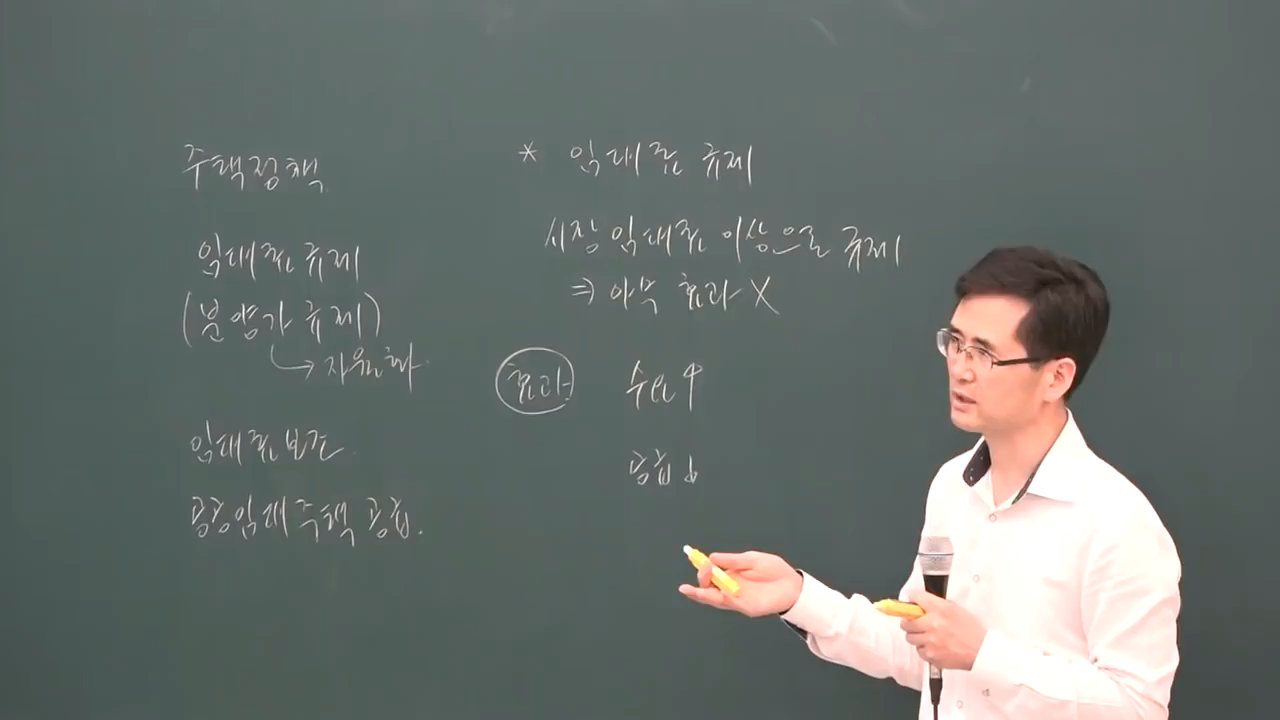 주택정책
임대료 규제
(분양가 규제)
→ 자율화
임대료 보조
공공임대주택 공급.
* 임대료 규제
시장 임대료 이상으로 규제
⇒ 아무 효과 X
효과 수요↑
공급↓